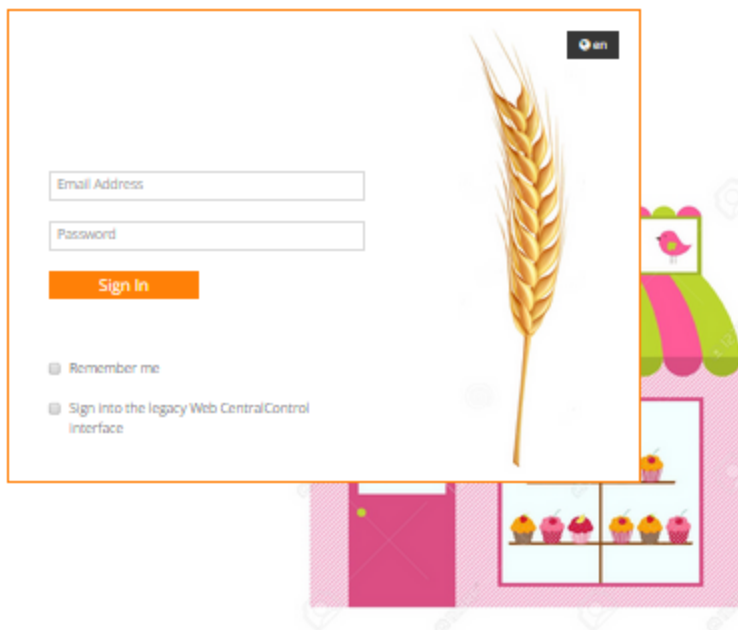 en
Email Address
Password
Sign In
Remember me
Sign into the legacy Web CentralControl
interface